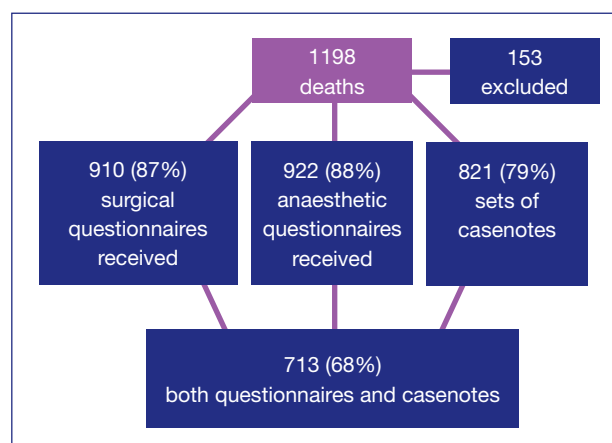 1198
deaths
153
excluded
910 (87%)
surgical
questionnaires
received
922 (88%)
anaesthetic
questionnaires
received
821 (79%)
sets of
casenotes
713 (68%)
both questionnaires and casenotes